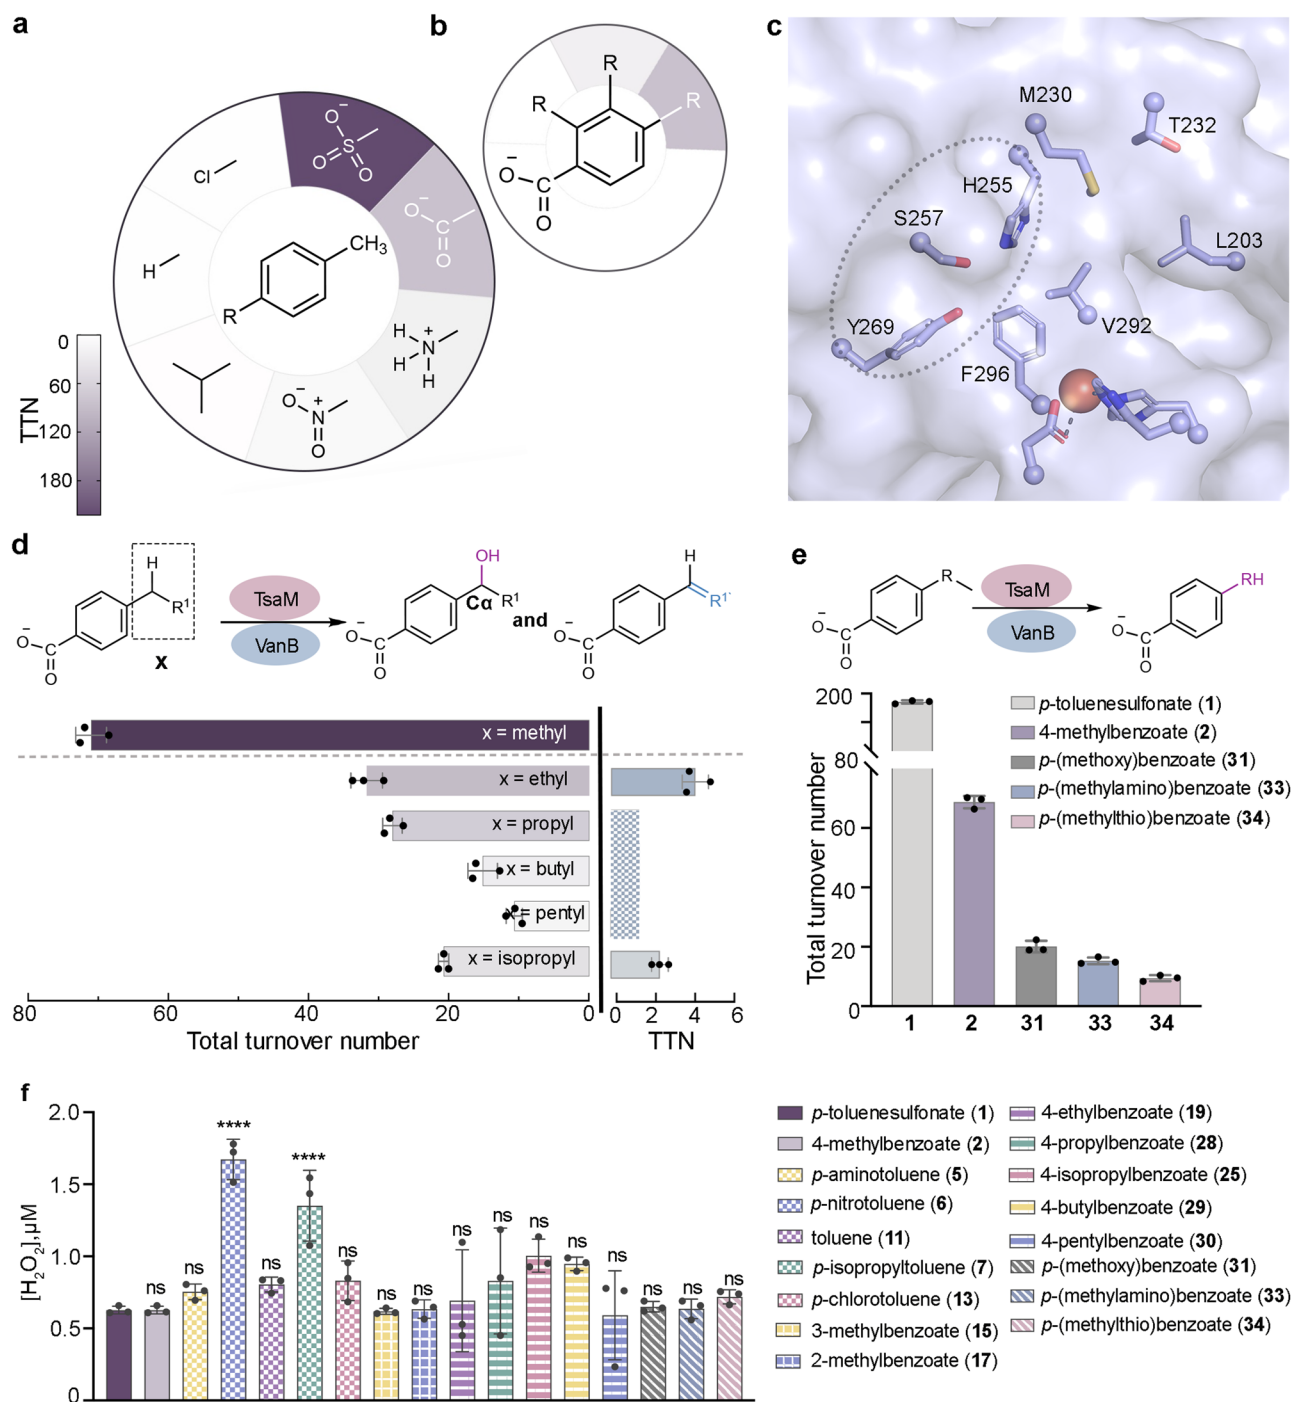 a
Cl
O−
S
O
O
O−
C
O
H
CH3
R
H
H
N+
H
O−
N+
O
0
60
120
180
TTN
b
R
R
R
O−
C
O
c
M230
T232
H255
S257
L203
Y269
V292
F296
d
H
R1
O−
C
O
x
TsaM
VanB
OH
Cα
R1
O−
C
O
and
H
R1'
O−
C
O
x = methyl
x = ethyl
x = propyl
x = butyl
x = pentyl
x = isopropyl
80 60 40 20 0
Total turnover number
0 2 4 6
TTN
e
R
O−
C
O
TsaM
VanB
RH
O−
C
O
200
80
60
40
20
0
Total turnover number
p-toluenesulfonate (1)
4-methylbenzoate (2)
p-(methoxy)benzoate (31)
p-(methylamino)benzoate (33)
p-(methylthio)benzoate (34)
1 2 31 33 34
f
2.0
1.5
1.0
0.5
0
[H2O2],µM
ns ns **** ns **** ns ns ns ns ns ns ns ns ns ns ns
p-toluenesulfonate (1)
4-methylbenzoate (2)
p-aminotoluene (5)
p-nitrotoluene (6)
toluene (11)
p-isopropyltoluene (7)
p-chlorotoluene (13)
3-methylbenzoate (15)
2-methylbenzoate (17)
4-ethylbenzoate (19)
4-propylbenzoate (28)
4-isopropylbenzoate (25)
4-butylbenzoate (29)
4-pentylbenzoate (30)
p-(methoxy)benzoate (31)
p-(methylamino)benzoate (33)
p-(methylthio)benzoate (34)